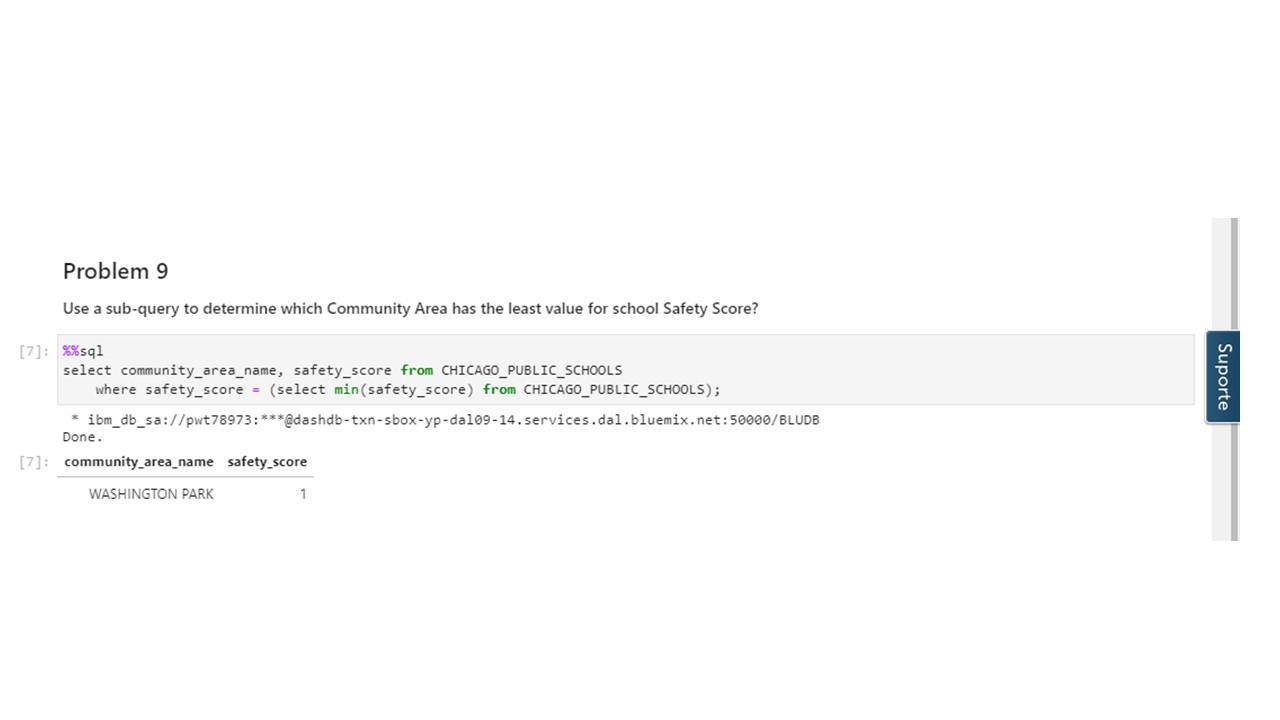 Problem 9
Use a sub-query to determine which Community Area has the least value for school Safety Score?
[7]: %%sql
select community_area_name, safety_score from CHICAGO_PUBLIC_SCHOOLS
where safety_score = (select min(safety_score) from CHICAGO_PUBLIC_SCHOOLS);
* ibm_db_sa://pwt78973:***@dashdb-txn-sbox-yp-dal09-14.services.dal.bluemix.net:50000/BLUDB
Done.
[7]: community_area_name safety_score
WASHINGTON PARK 1
Suporte